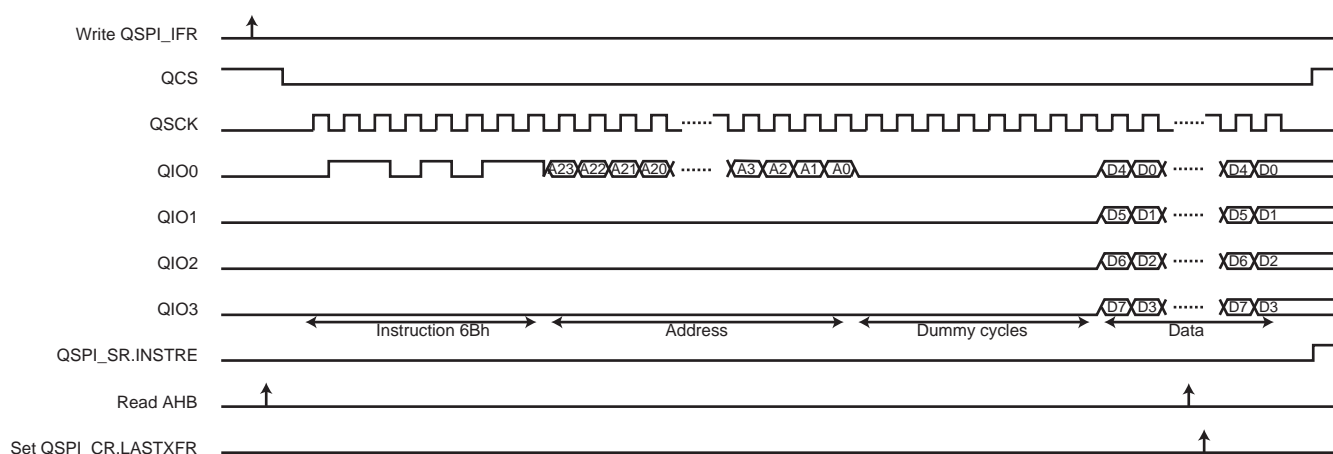 Write QSPI_IFR
QCS
QSCK
QIO0 A23 A22 A21 A20 A3 A2 A1 A0 D4 D0 D4 D0
QIO1 D5 D1 D5 D1
QIO2 D6 D2 D6 D2
QIO3 D7 D3 D7 D3
Instruction 6Bh Address Dummy cycles Data
QSPI_SR.INSTRE
Read AHB
Set QSPI_CR.LASTXFR